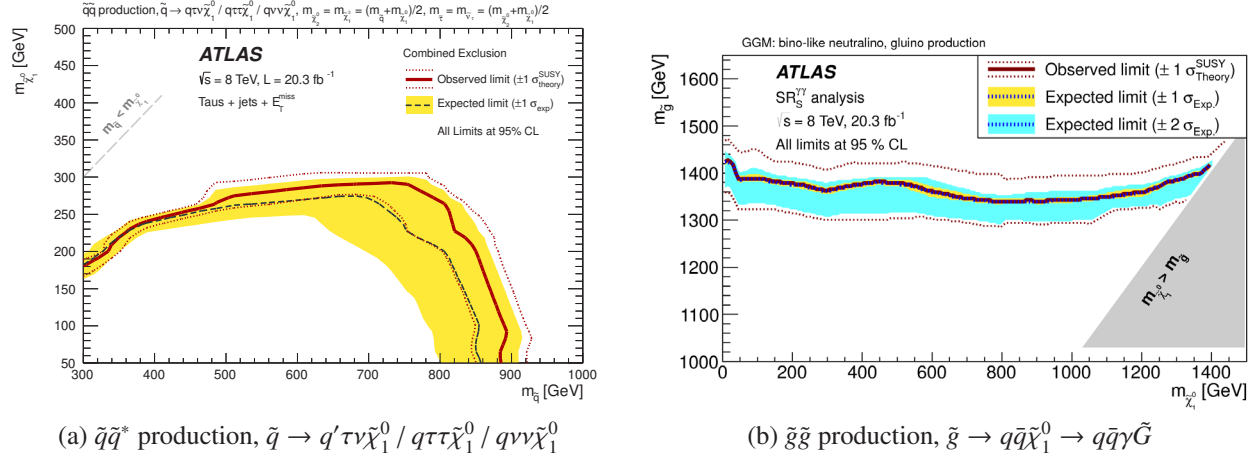 q̃q̃ production, q̃→ qτνχ̃₁⁰ / qττχ̃₁⁰ / qννχ̃₁⁰, m_χ̃₂⁰ = m_χ̃₁± = (m_q̃+m_χ̃₁⁰)/2, m_τ̃ = m_ν̃τ = (m_χ̃₂⁰+m_χ̃₁⁰)/2
m_χ̃₁⁰ [GeV]
500
450
400
350
300
250
200
150
100
50
ATLAS
√s = 8 TeV, L = 20.3 fb⁻¹
Taus + jets + E_T^miss
Combined Exclusion
Observed limit (±1 σ^SUSY_theory)
Expected limit (±1 σ_exp)
All Limits at 95% CL
m_q̃ < m_χ̃₁⁰
300 400 500 600 700 800 900 1000
m_q̃ [GeV]
(a) q̃q̃* production, q̃ → q′τνχ̃₁⁰ / qττχ̃₁⁰ / qννχ̃₁⁰
GGM: bino-like neutralino, gluino production
m_g̃ [GeV]
1600
1500
1400
1300
1200
1100
1000
ATLAS
SR_S^γγ analysis
√s = 8 TeV, 20.3 fb⁻¹
All limits at 95 % CL
Observed limit (± 1 σ^SUSY_Theory)
Expected limit (± 1 σ_Exp.)
Expected limit (± 2 σ_Exp.)
m_χ̃₁⁰ > m_g̃
0 200 400 600 800 1000 1200 1400
m_χ̃₁⁰ [GeV]
(b) g̃g̃ production, g̃ → qq̄χ̃₁⁰ → qq̄γG̃